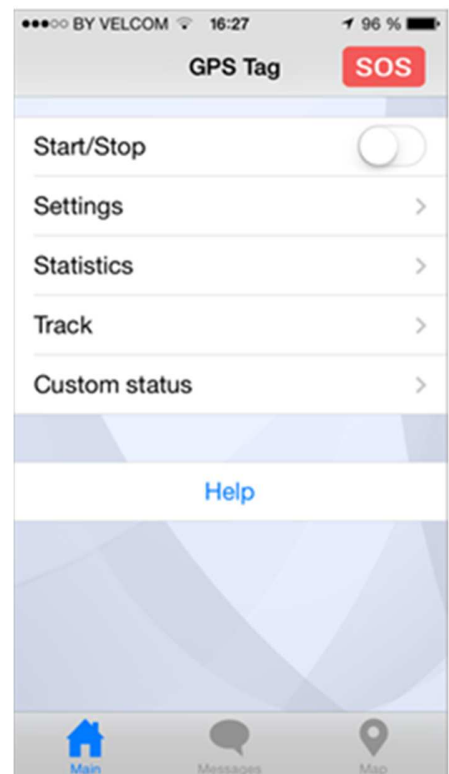 BY VELCOM 16:27 96 %
GPS Tag SOS
Start/Stop
Settings
Statistics
Track
Custom status
Help
Main Messages Map